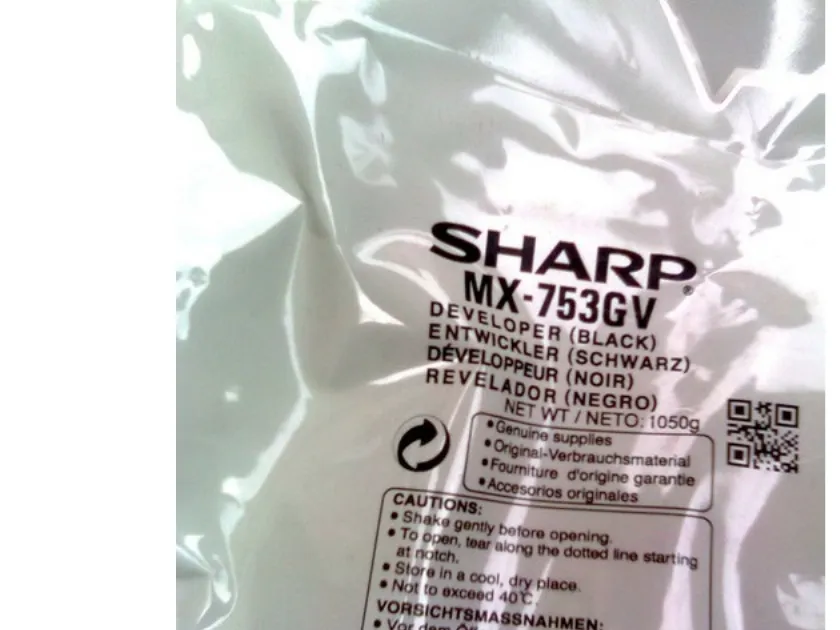 SHARP®
MX-753GV
DEVELOPER (BLACK)
ENTWICKLER (SCHWARZ)
DÉVELOPPEUR (NOIR)
REVELADOR (NEGRO)
NET WT / NETO: 1050g
•Genuine supplies
•Original-Verbrauchsmaterial
•Fourniture d'origine garantie
•Accesorios originales
CAUTIONS:
• Shake gently before opening.
• To open, tear along the dotted line starting
at notch.
• Store in a cool, dry place.
• Not to exceed 40℃.
VORSICHTSMASSNAHMEN:
• Vor dem